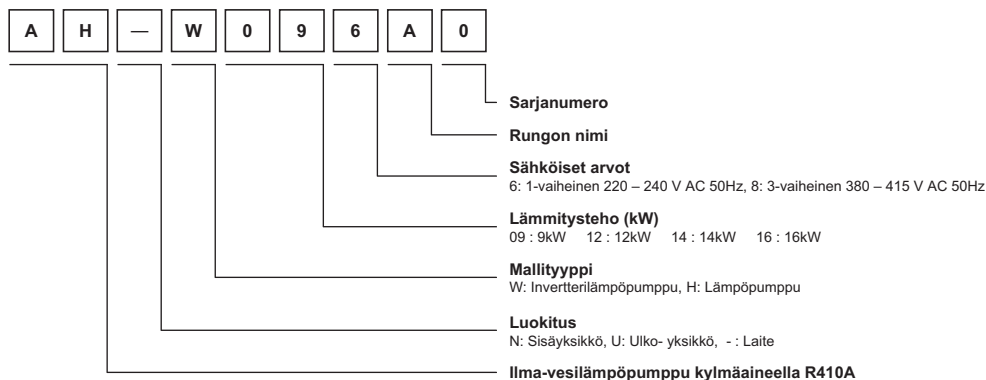 A H — W 0 9 6 A 0
Sarjanumero
Rungon nimi
Sähköiset arvot
6: 1-vaiheinen 220 – 240 V AC 50Hz, 8: 3-vaiheinen 380 – 415 V AC 50Hz
Lämmitysteho (kW)
09 : 9kW 12 : 12kW 14 : 14kW 16 : 16kW
Mallityyppi
W: Invertterilämpöpumppu, H: Lämpöpumppu
Luokitus
N: Sisäyksikkö, U: Ulko- yksikkö, - : Laite
Ilma-vesilämpöpumppu kylmäaineella R410A